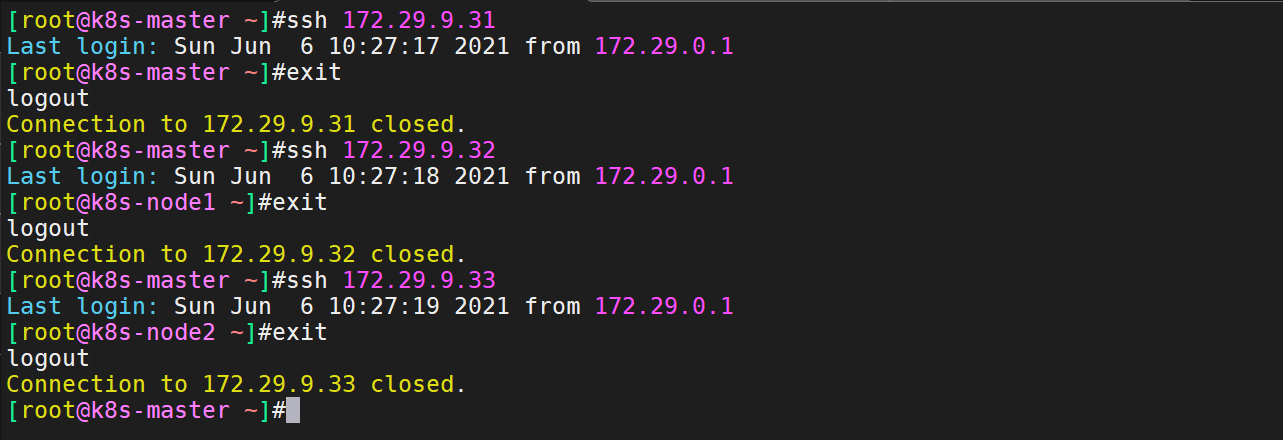 [root@k8s-master ~]#ssh 172.29.9.31
Last login: Sun Jun  6 10:27:17 2021 from 172.29.0.1
[root@k8s-master ~]#exit
logout
Connection to 172.29.9.31 closed.
[root@k8s-master ~]#ssh 172.29.9.32
Last login: Sun Jun  6 10:27:18 2021 from 172.29.0.1
[root@k8s-node1 ~]#exit
logout
Connection to 172.29.9.32 closed.
[root@k8s-master ~]#ssh 172.29.9.33
Last login: Sun Jun  6 10:27:19 2021 from 172.29.0.1
[root@k8s-node2 ~]#exit
logout
Connection to 172.29.9.33 closed.
[root@k8s-master ~]#